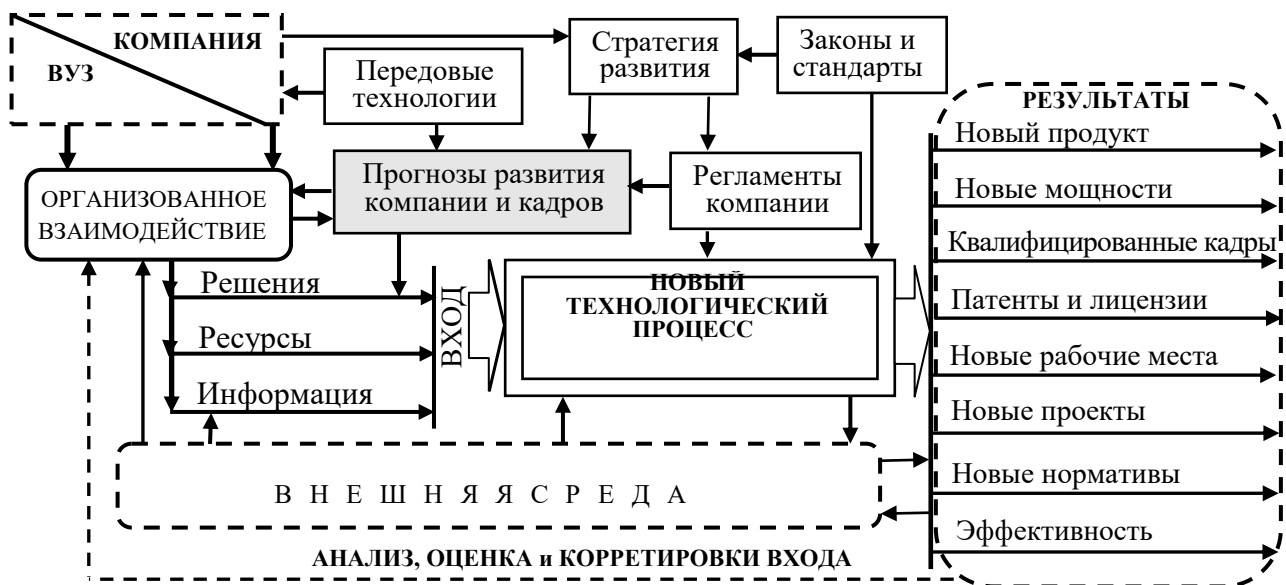 КОМПАНИЯ
ВУЗ
Передовые
технологии
Стратегия
развития
Законы и
стандарты
РЕЗУЛЬТАТЫ
Новый продукт
Новые мощности
Квалифицированные кадры
Патенты и лицензии
Новые рабочие места
Новые проекты
Новые нормативы
Эффективность
ОРГАНИЗОВАННОЕ
ВЗАИМОДЕЙСТВИЕ
Прогнозы развития
компании и кадров
Регламенты
компании
Решения
Ресурсы
Информация
ВХОД
НОВЫЙ
ТЕХНОЛОГИЧЕСКИЙ
ПРОЦЕСС
В Н Е Ш Н Я Я С Р Е Д А
АНАЛИЗ, ОЦЕНКА и КОРРЕТИРОВКИ ВХОДА